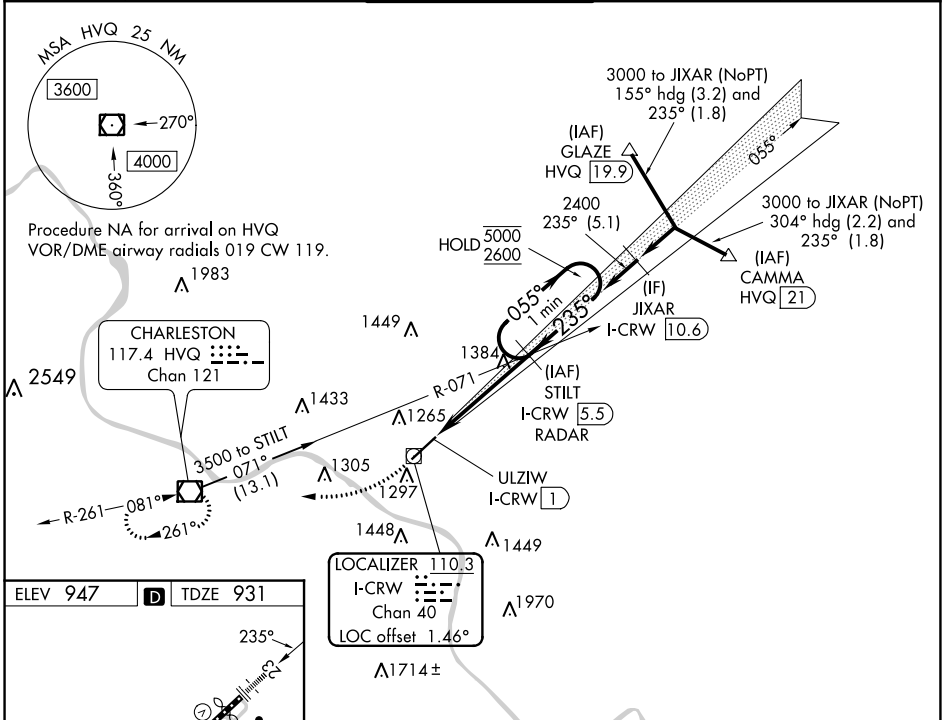 MSA HVQ 25 NM
3600
270°
4000
360°
Procedure NA for arrival on HVQ
VOR/DME airway radials 019 CW 119.
1983
3000 to JIXAR (NoPT)
155° hdg (3.2) and
235° (1.8)
(IAF)
GLAZE
HVQ 19.9
055°
2400
235° (5.1)
3000 to JIXAR (NoPT)
304° hdg (2.2) and
235° (1.8)
(IAF)
CAMMA
HVQ 21
HOLD 5000
2600
(IF)
JIXAR
I-CRW 10.6
055°
1 min
235°
1449
1384
(IAF)
STILT
I-CRW 5.5
RADAR
CHARLESTON
117.4 HVQ
Chan 121
2549
R-071
1433
1265
3500 to STILT
071°
(13.1)
1305
1297
ULZIW
I-CRW 1
R-261
081°
261°
1448
1449
LOCALIZER 110.3
I-CRW
Chan 40
LOC offset 1.46°
1970
1714 ±
ELEV 947
D
TDZE 931
235°
23
V